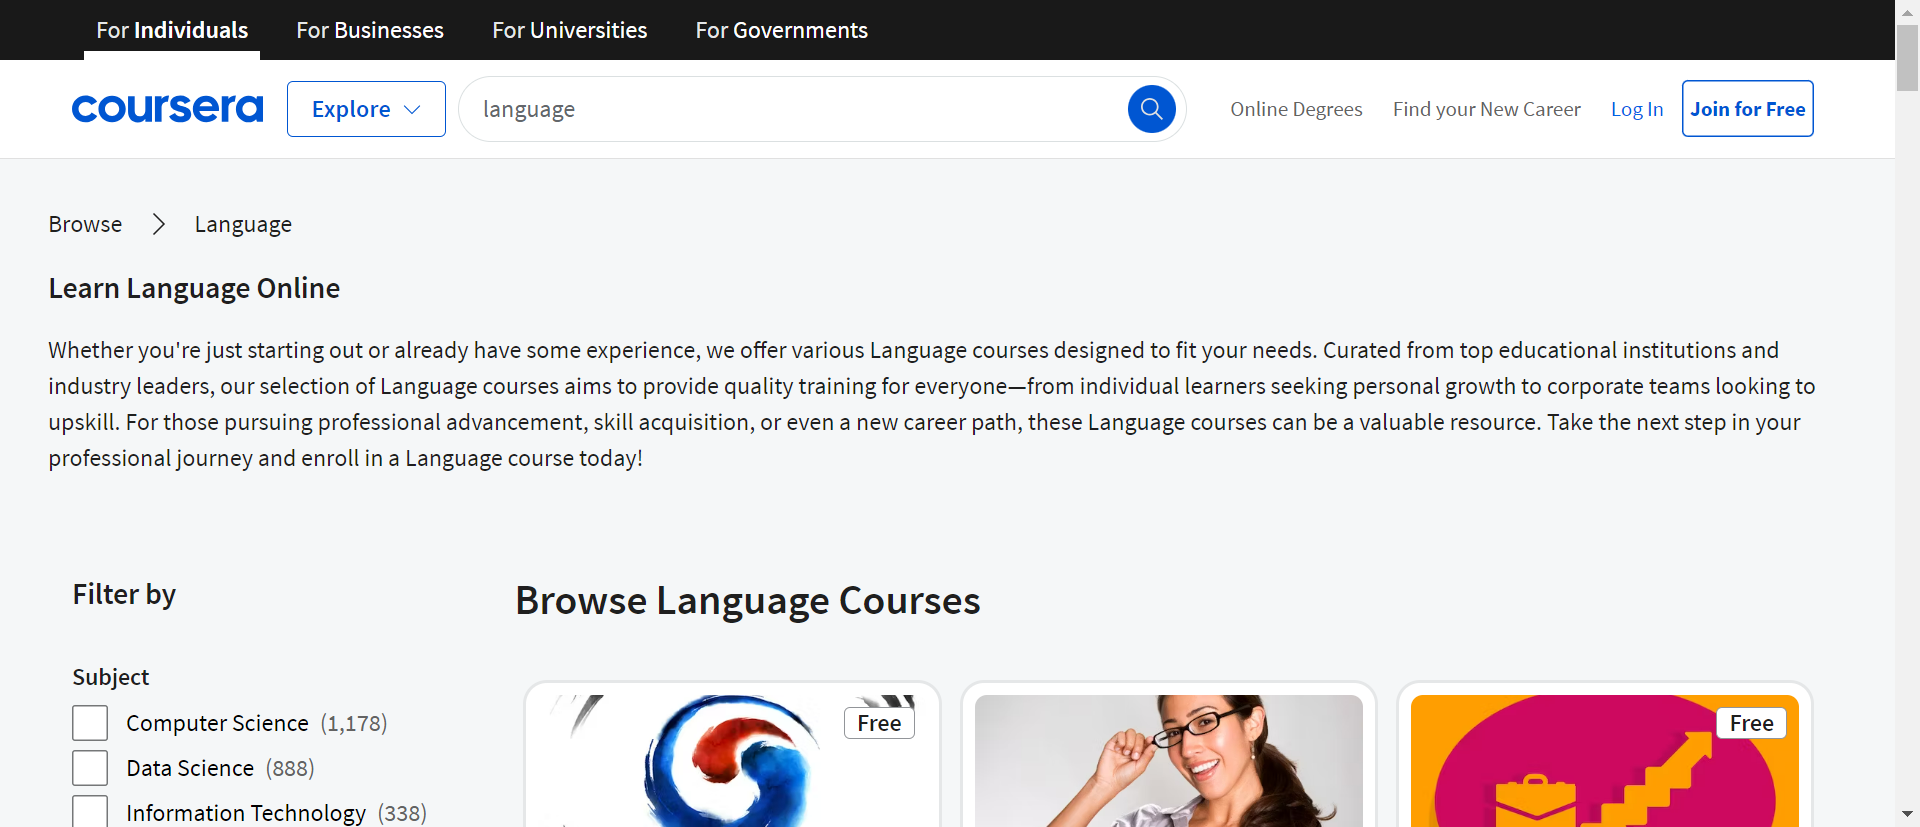 For Individuals
For Businesses
For Universities
For Governments
coursera
Explore
language
Online Degrees
Find your New Career
Log In
Join for Free
Browse
Language
Learn Language Online
Whether you're just starting out or already have some experience, we offer various Language courses designed to fit your needs. Curated from top educational institutions and
industry leaders, our selection of Language courses aims to provide quality training for everyone—from individual learners seeking personal growth to corporate teams looking to
upskill. For those pursuing professional advancement, skill acquisition, or even a new career path, these Language courses can be a valuable resource. Take the next step in your
professional journey and enroll in a Language course today!
Filter by
Subject
Computer Science (1,178)
Data Science (888)
Information Technology (338)
Browse Language Courses
Free
Free